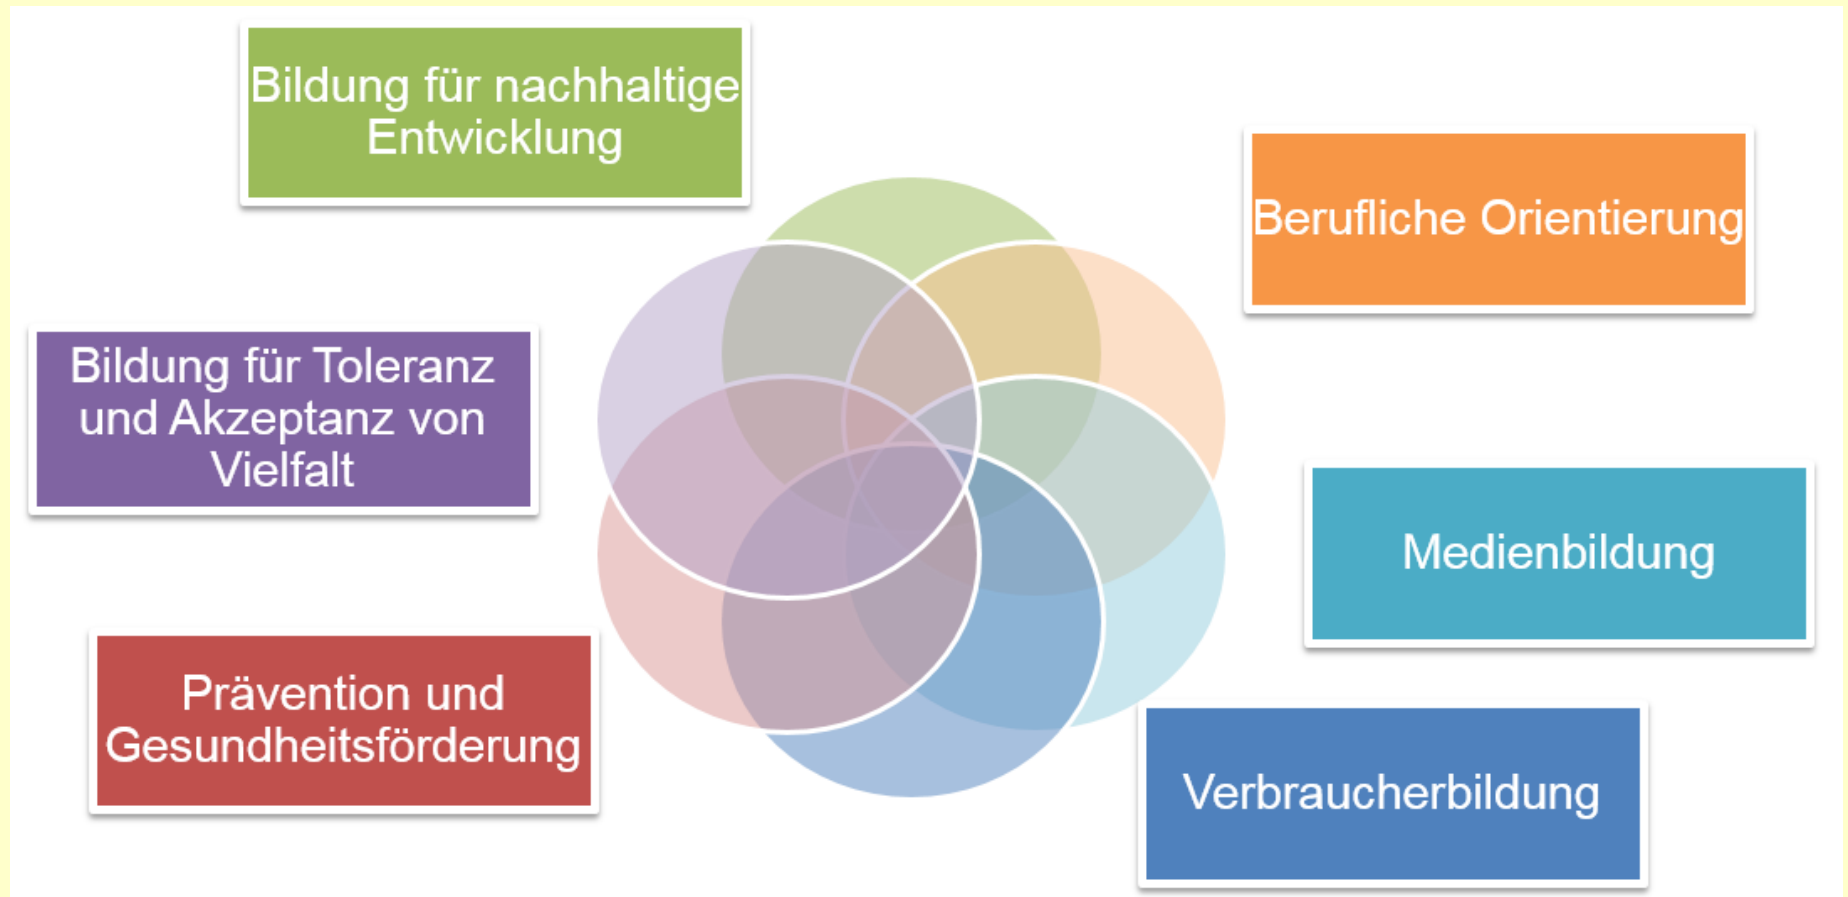 Bildung für nachhaltige
Entwicklung
Berufliche Orientierung
Bildung für Toleranz
und Akzeptanz von
Vielfalt
Medienbildung
Prävention und
Gesundheitsförderung
Verbraucherbildung